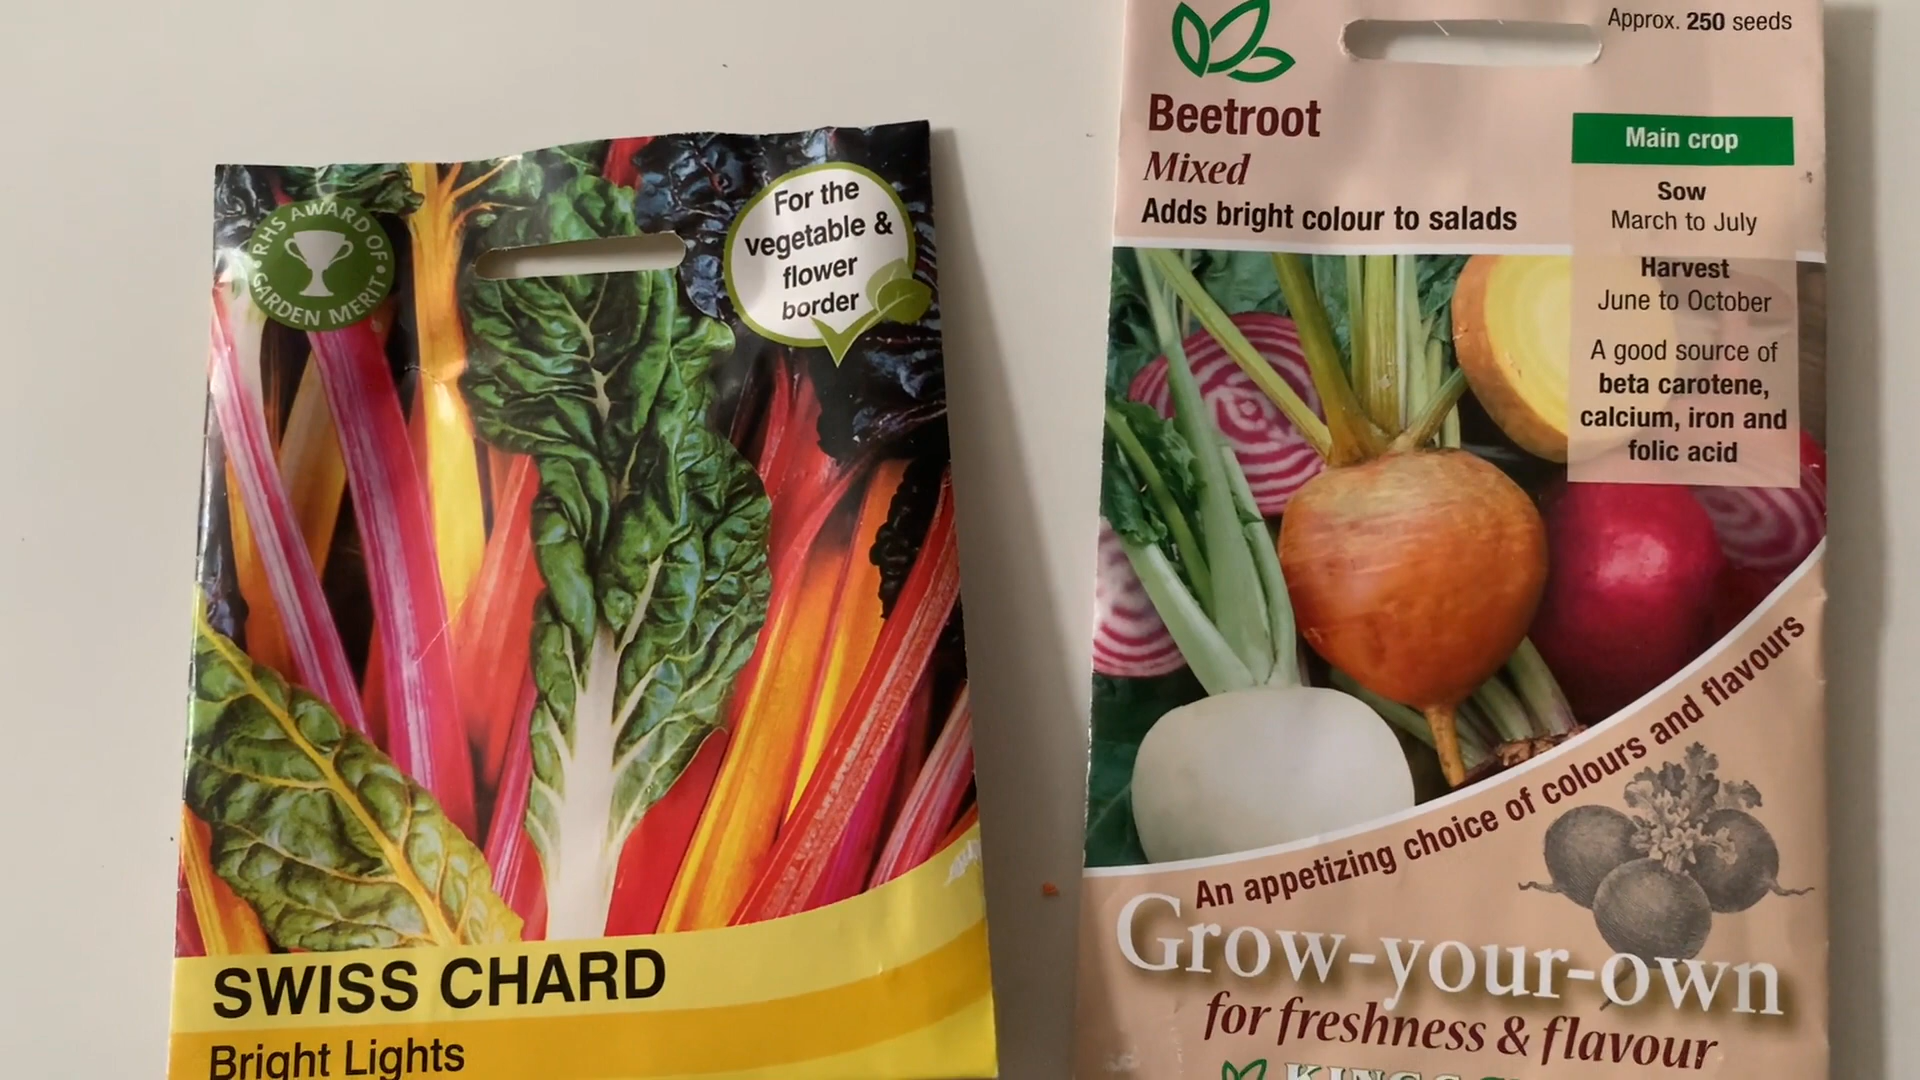 RHS AWARD OF
GARDEN MERIT
For the
vegetable &
flower
border
SWISS CHARD
Bright Lights
Approx. 250 seeds
Beetroot
Mixed
Adds bright colour to salads
Main crop
Sow
March to July
Harvest
June to October
A good source of
beta carotene,
calcium, iron and
folic acid
An appetizing choice of colours and flavours
Grow-your-own
for freshness & flavour